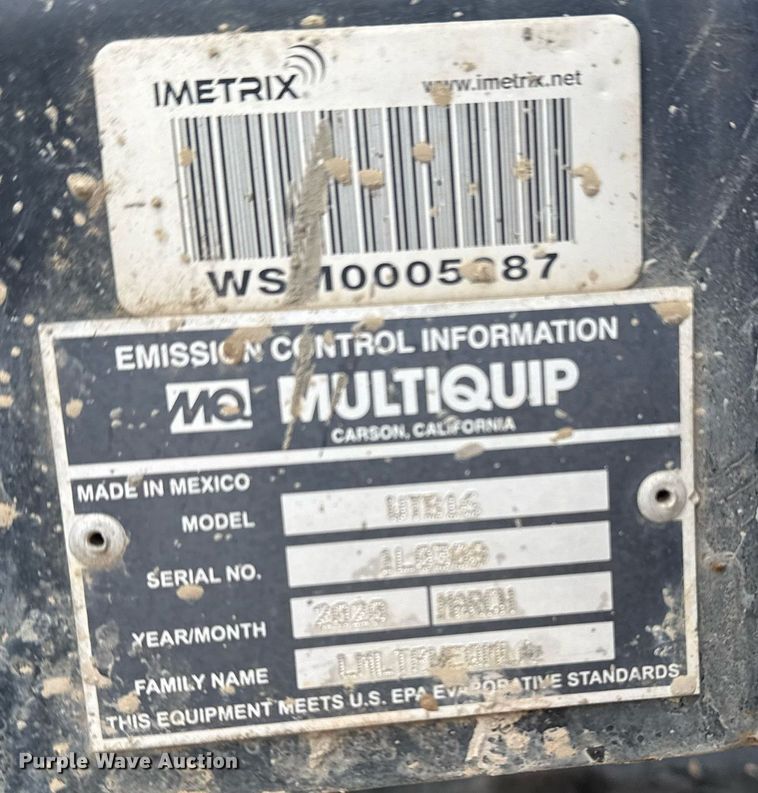 IMETRIX
www.imetrix.net
EMISSION CONTROL INFORMATION
MQ MULTIQUIP
CARSON, CALIFORNIA
MADE IN MEXICO
MODEL WTB16
SERIAL NO.
YEAR/MONTH MARCH
FAMILY NAME
THIS EQUIPMENT MEETS U.S. EPA EVAPORATIVE STANDARDS
Purple Wave Auction